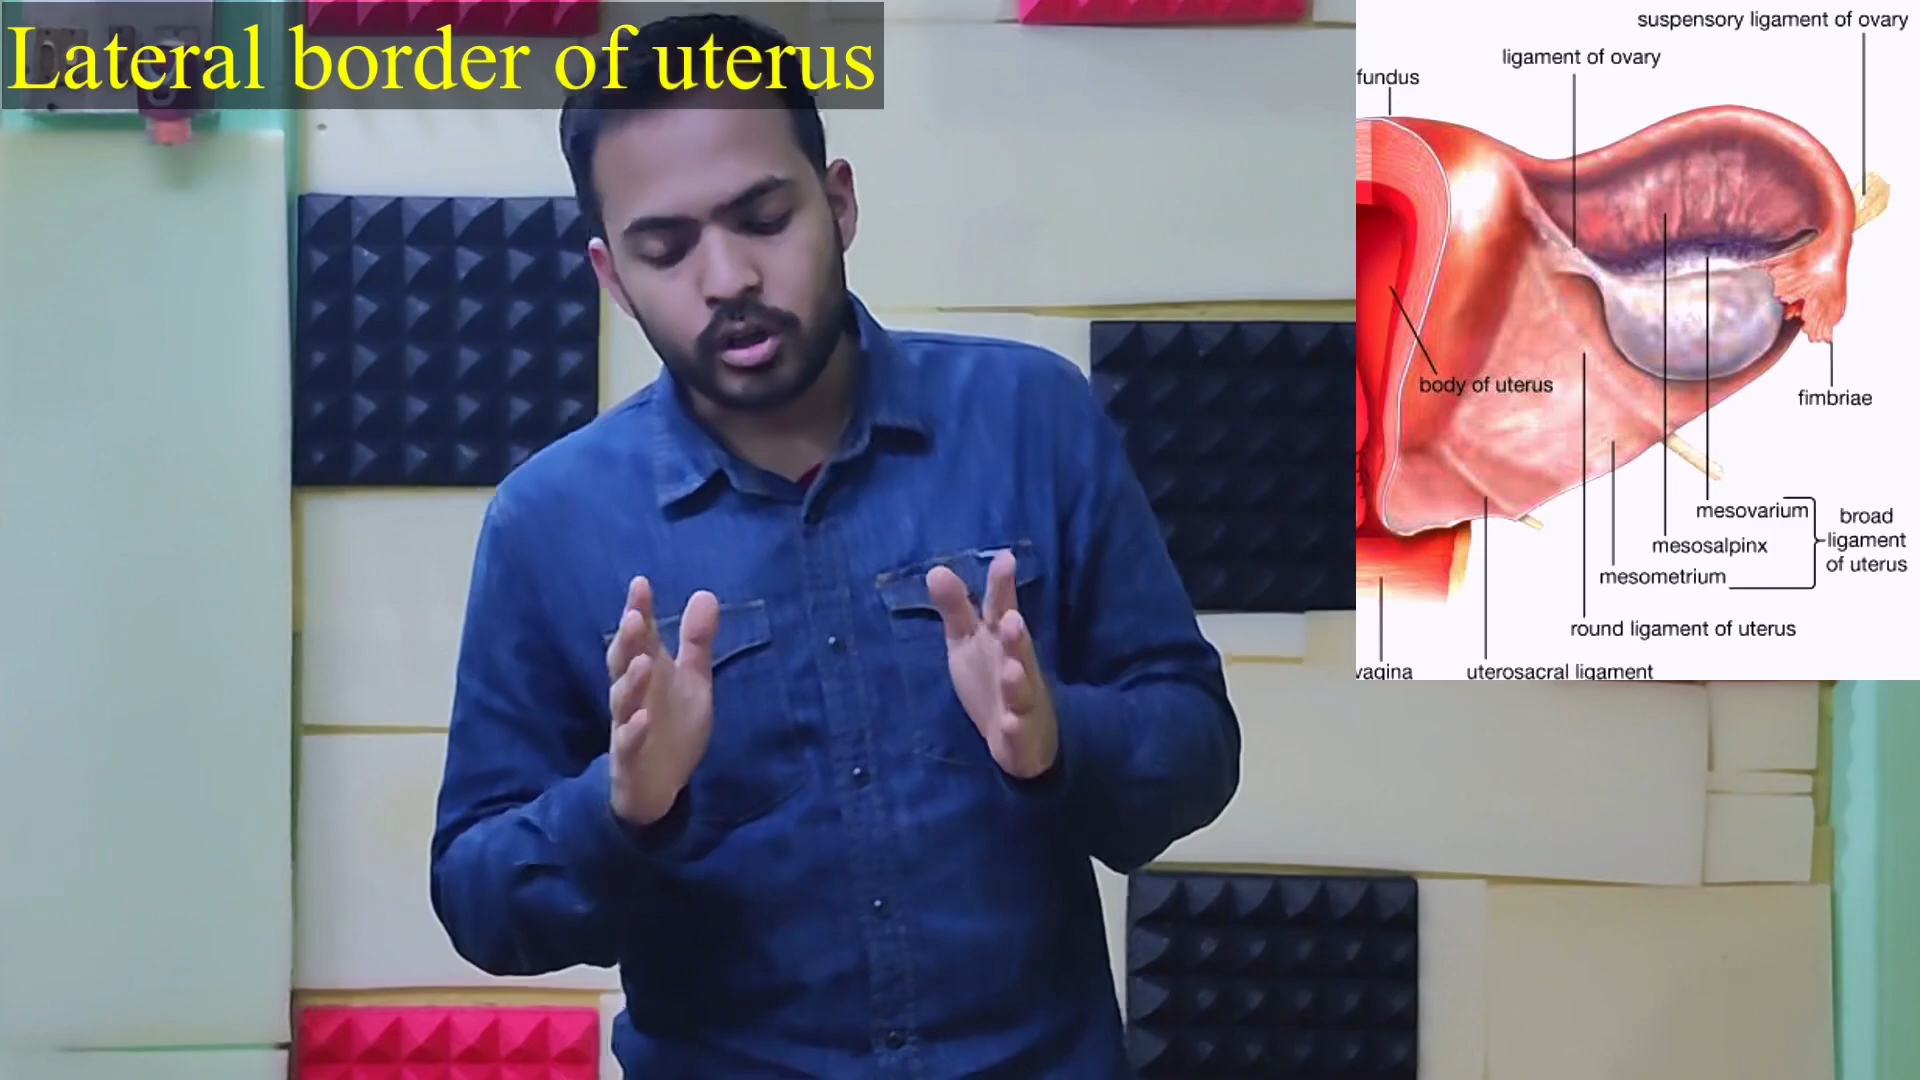 Lateral border of uterus
suspensory ligament of ovary
ligament of ovary
fundus
body of uterus
fimbriae
mesovarium
mesosalpinx
mesometrium
broad
ligament
of uterus
round ligament of uterus
vagina
uterosacral ligament